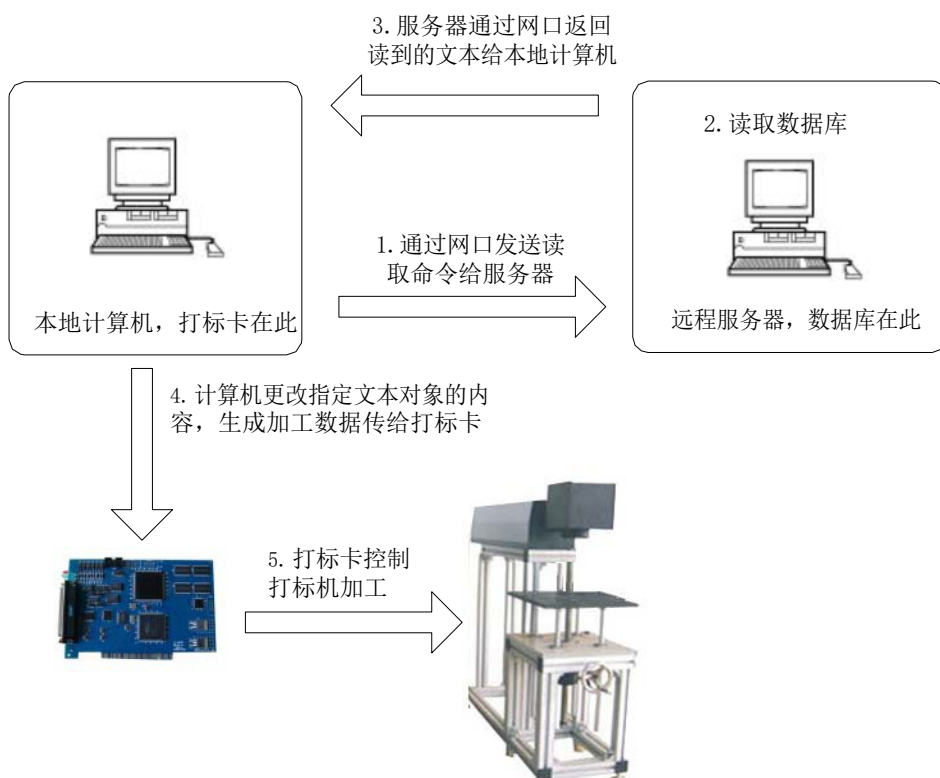 3.服务器通过网口返回
读到的文本给本地计算机
2.读取数据库
1.通过网口发送读
取命令给服务器
本地计算机，打标卡在此
远程服务器，数据库在此
4.计算机更改指定文本对象的内
容，生成加工数据传给打标卡
5.打标卡控制
打标机加工